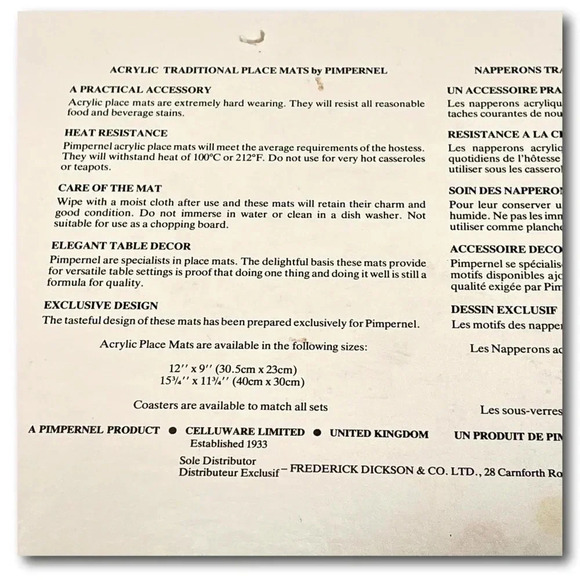 ACRYLIC TRADITIONAL PLACE MATS by PIMPERNEL
A PRACTICAL ACCESSORY
Acrylic place mats are extremely hard wearing. They will resist all reasonable
food and beverage stains.
HEAT RESISTANCE
Pimpernel acrylic place mats will meet the average requirements of the hostess.
They will withstand heat of 100°C or 212°F. Do not use for very hot casseroles
or teapots.
CARE OF THE MAT
Wipe with a moist cloth after use and these mats will retain their charm and
good condition. Do not immerse in water or clean in a dish washer. Not
suitable for use as a chopping board.
ELEGANT TABLE DECOR
Pimpernel are specialists in place mats. The delightful basis these mats provide
for versatile table settings is proof that doing one thing and doing it well is still a
formula for quality.
EXCLUSIVE DESIGN
The tasteful design of these mats has been prepared exclusively for Pimpernel.
Acrylic Place Mats are available in the following sizes:
12’’ x 9’’ (30.5cm x 23cm)
15¾’’ x 11¾’’ (40cm x 30cm)
Coasters are available to match all sets
A PIMPERNEL PRODUCT ● CELLUWARE LIMITED ● UNITED KINGDOM
Established 1933
Sole Distributor
Distributeur Exclusif – FREDERICK DICKSON & CO. LTD., 28 Carnforth Ro
NAPPERONS TRA
UN ACCESSOIRE PRA
Les napperons acryliqu
taches courantes de nou
RESISTANCE A LA C
Les napperons acryliq
quotidiens de l'hôtesse
utiliser sous les casserol
SOIN DES NAPPERO
Pour leur conserver u
humide. Ne pas les imm
utiliser comme planche
ACCESSOIRE DECO
Pimpernel se spécialis
motifs disponibles ajo
qualité exigée par Pim
DESSIN EXCLUSIF
Les motifs des nappe
Les Napperons ac
Les sous-verres
UN PRODUIT DE PIN